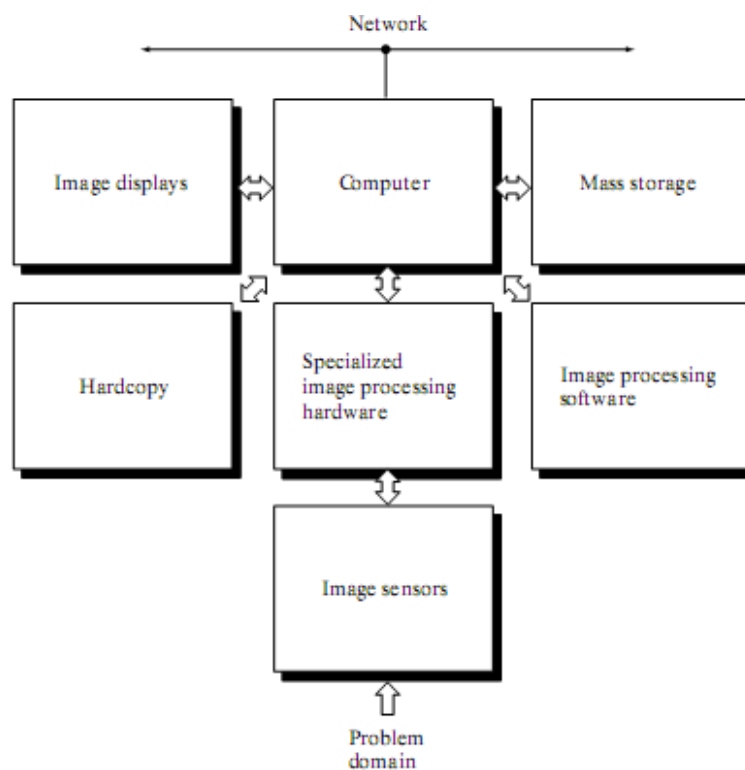 Network
Image displays
Computer
Mass storage
Hardcopy
Specialized
image processing
hardware
Image processing
software
Image sensors
Problem
domain